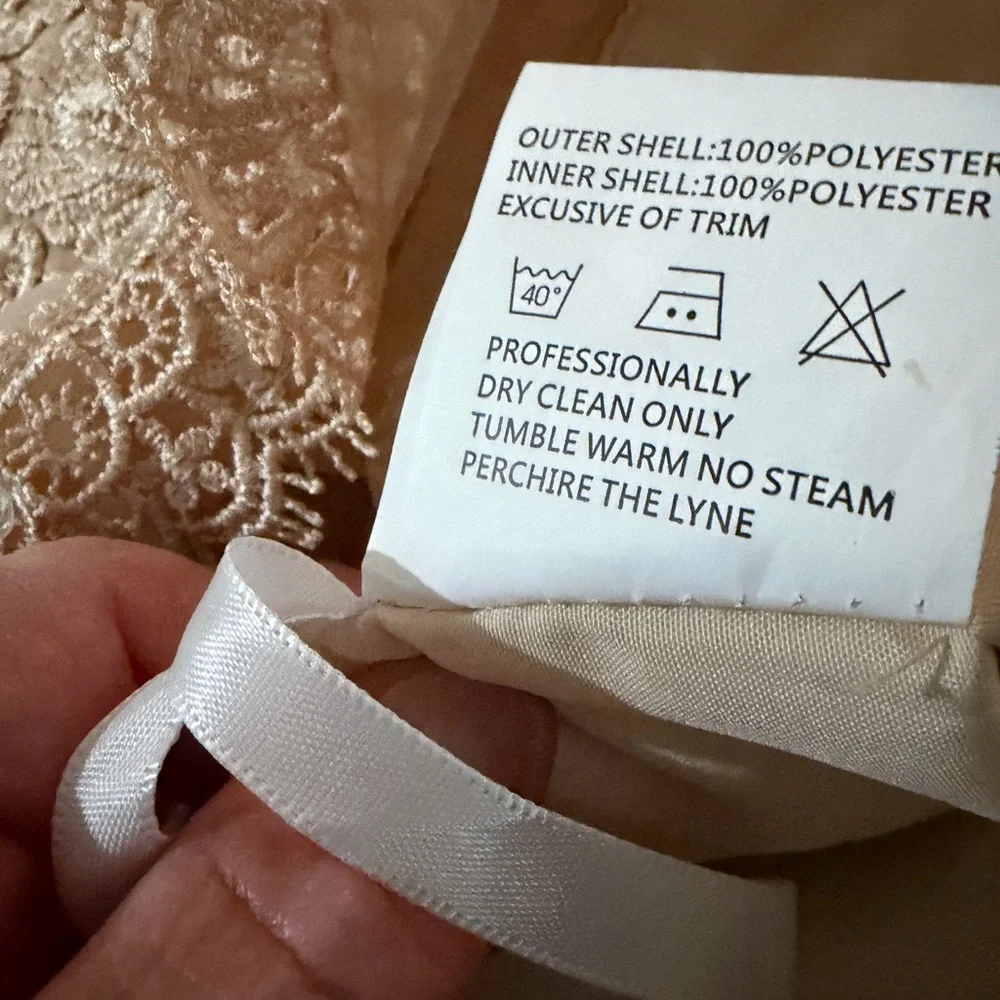 OUTER SHELL:100%POLYESTER
INNER SHELL:100%POLYESTER
EXCUSIVE OF TRIM
40°
PROFESSIONALLY
DRY CLEAN ONLY
TUMBLE WARM NO STEAM
PERCHIRE THE LYNE